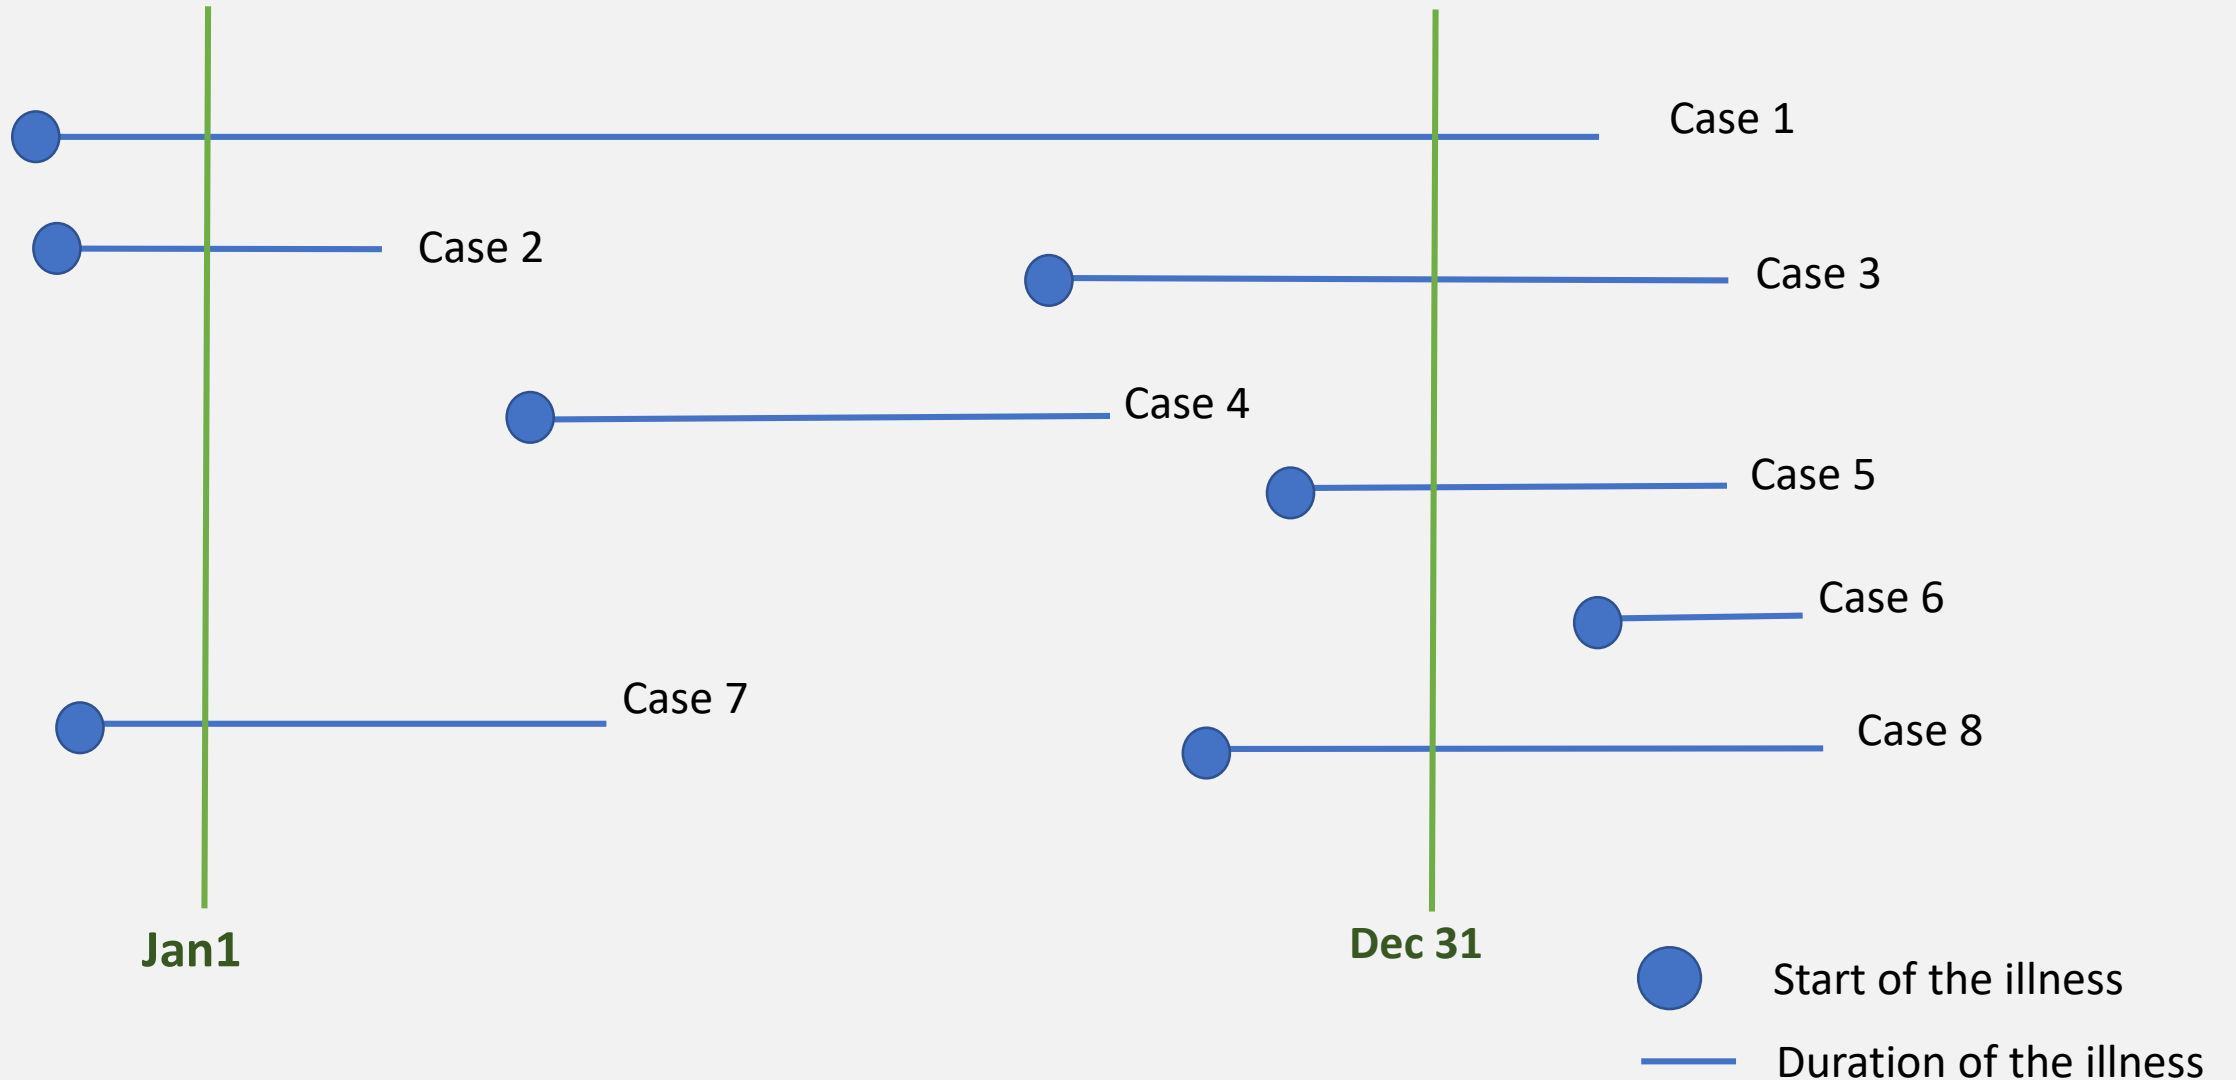 Case 1
Case 2
Case 3
Case 4
Case 5
Case 6
Case 7
Case 8
Jan1
Dec 31
Start of the illness
Duration of the illness